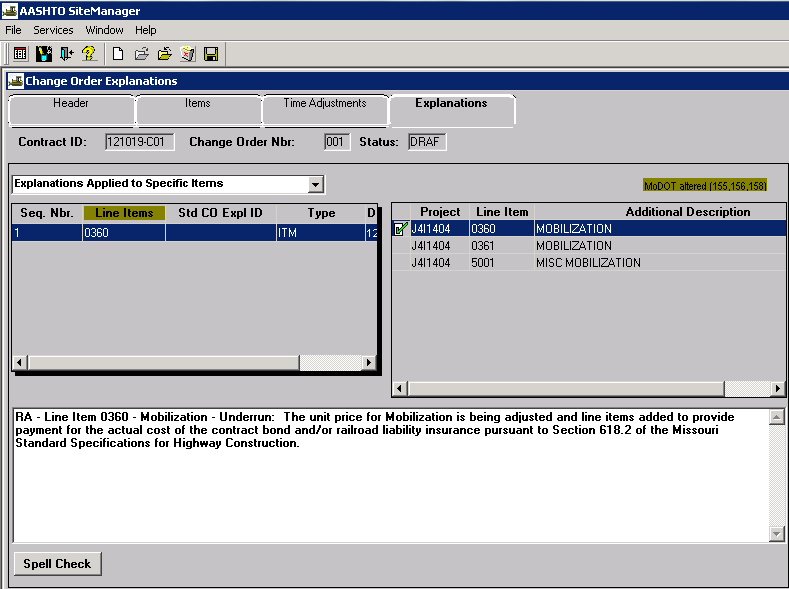 AASHTO SiteManager
File Services Window Help
Change Order Explanations
Header Items Time Adjustments Explanations
Contract ID: 121019-C01 Change Order Nbr: 001 Status: DRAF
Explanations Applied to Specific Items
MoDOT altered (155,156,158)
Seq. Nbr. Line Items Std CO Expl ID Type D
1 0360 ITM 12
Project Line Item Additional Description
J4I1404 0360 MOBILIZATION
J4I1404 0361 MOBILIZATION
J4I1404 5001 MISC MOBILIZATION
RA - Line Item 0360 - Mobilization - Underrun: The unit price for Mobilization is being adjusted and line items added to provide
payment for the actual cost of the contract bond and/or railroad liability insurance pursuant to Section 618.2 of the Missouri
Standard Specifications for Highway Construction.
Spell Check